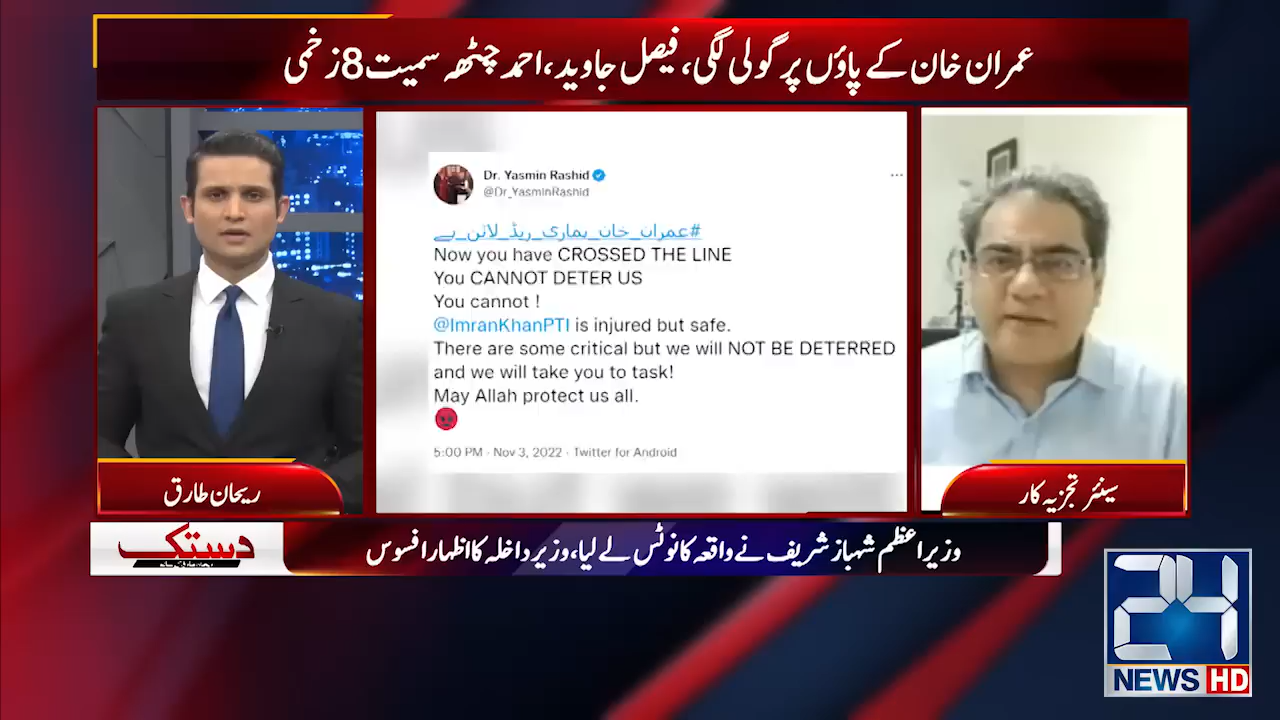 عمران خان کے پاؤں پر گولی لگی، فیصل جاوید، احمد چٹھہ سمیت 8 زخمی
Dr. Yasmin Rashid
@Dr_YasminRashid
#عمران_خان_ہماری_ریڈ_لائن_ہے
Now you have CROSSED THE LINE
You CANNOT DETER US
You cannot !
@ImranKhanPTI is injured but safe.
There are some critical but we will NOT BE DETERRED
and we will take you to task!
May Allah protect us all.
5:00 PM · Nov 3, 2022 · Twitter for Android
ریحان طارق
سینئر تجزیہ کار
دستک
وزیراعظم شہباز شریف نے واقعہ کا نوٹس لے لیا، وزیر داخلہ کا اظہار افسوس
24
NEWS HD